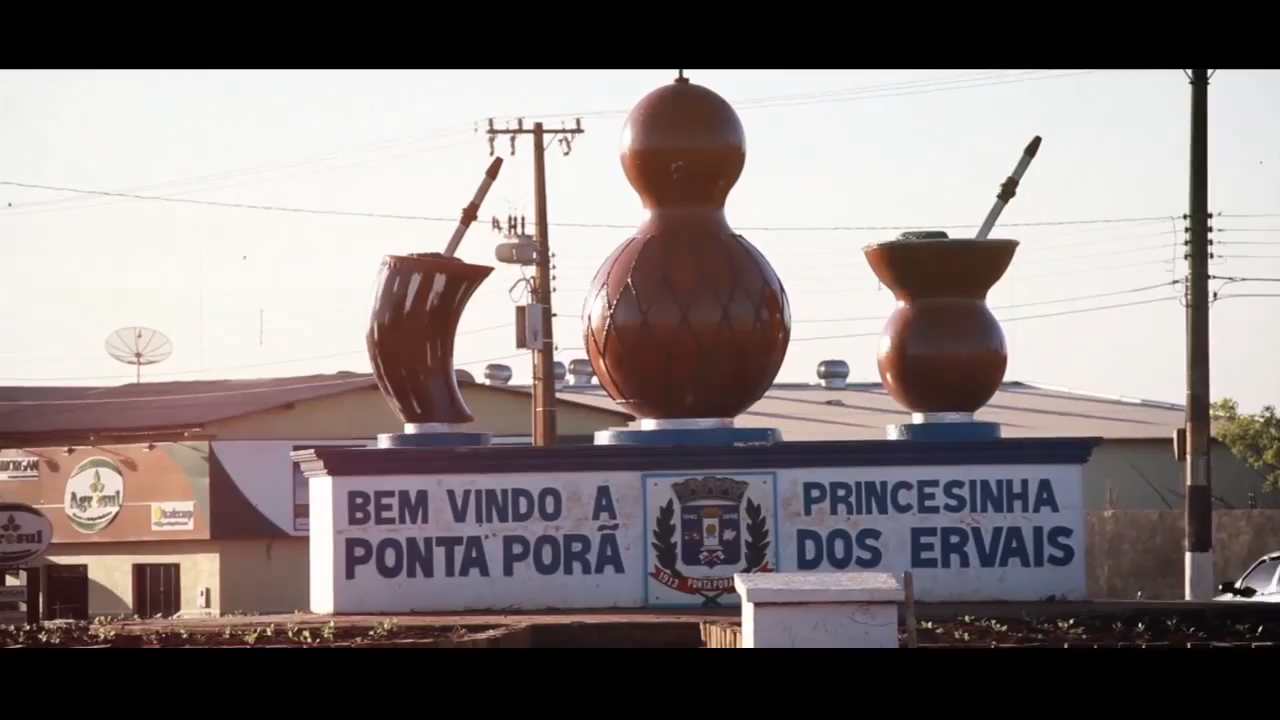 BEM VINDO A
PONTA PORÃ
PRINCESINHA
DOS ERVAIS
1913 PONTA PORÃ
Agrosul